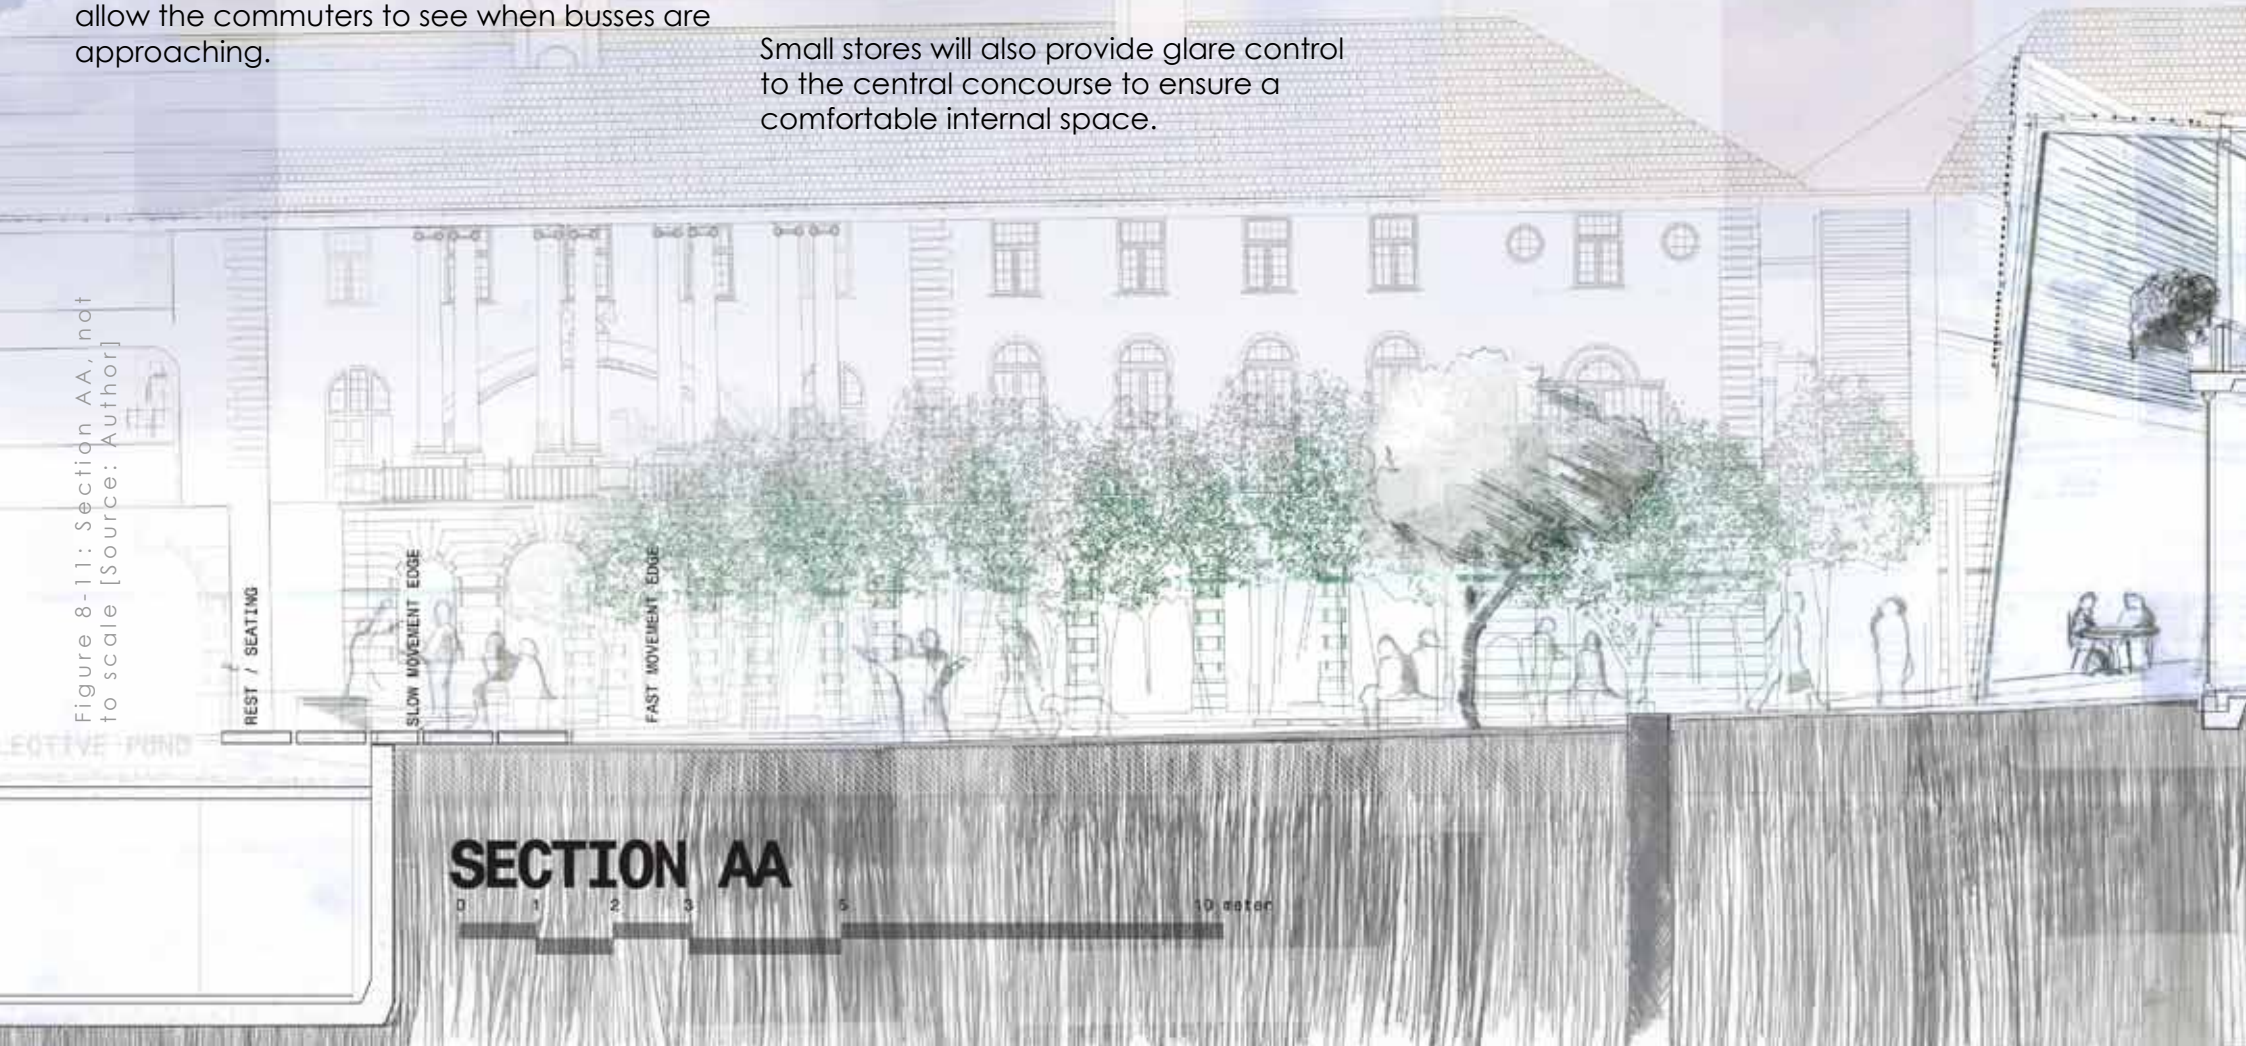 allow the commuters to see when busses are
approaching.
Small stores will also provide glare control
to the central concourse to ensure a
comfortable internal space.
Figure 8-11: Section AA, not
to scale [Source: Author]
REST / SEATING
SLOW MOVEMENT EDGE
FAST MOVEMENT EDGE
LECTIVE POND
SECTION AA
0 1 2 3 5 10 meter